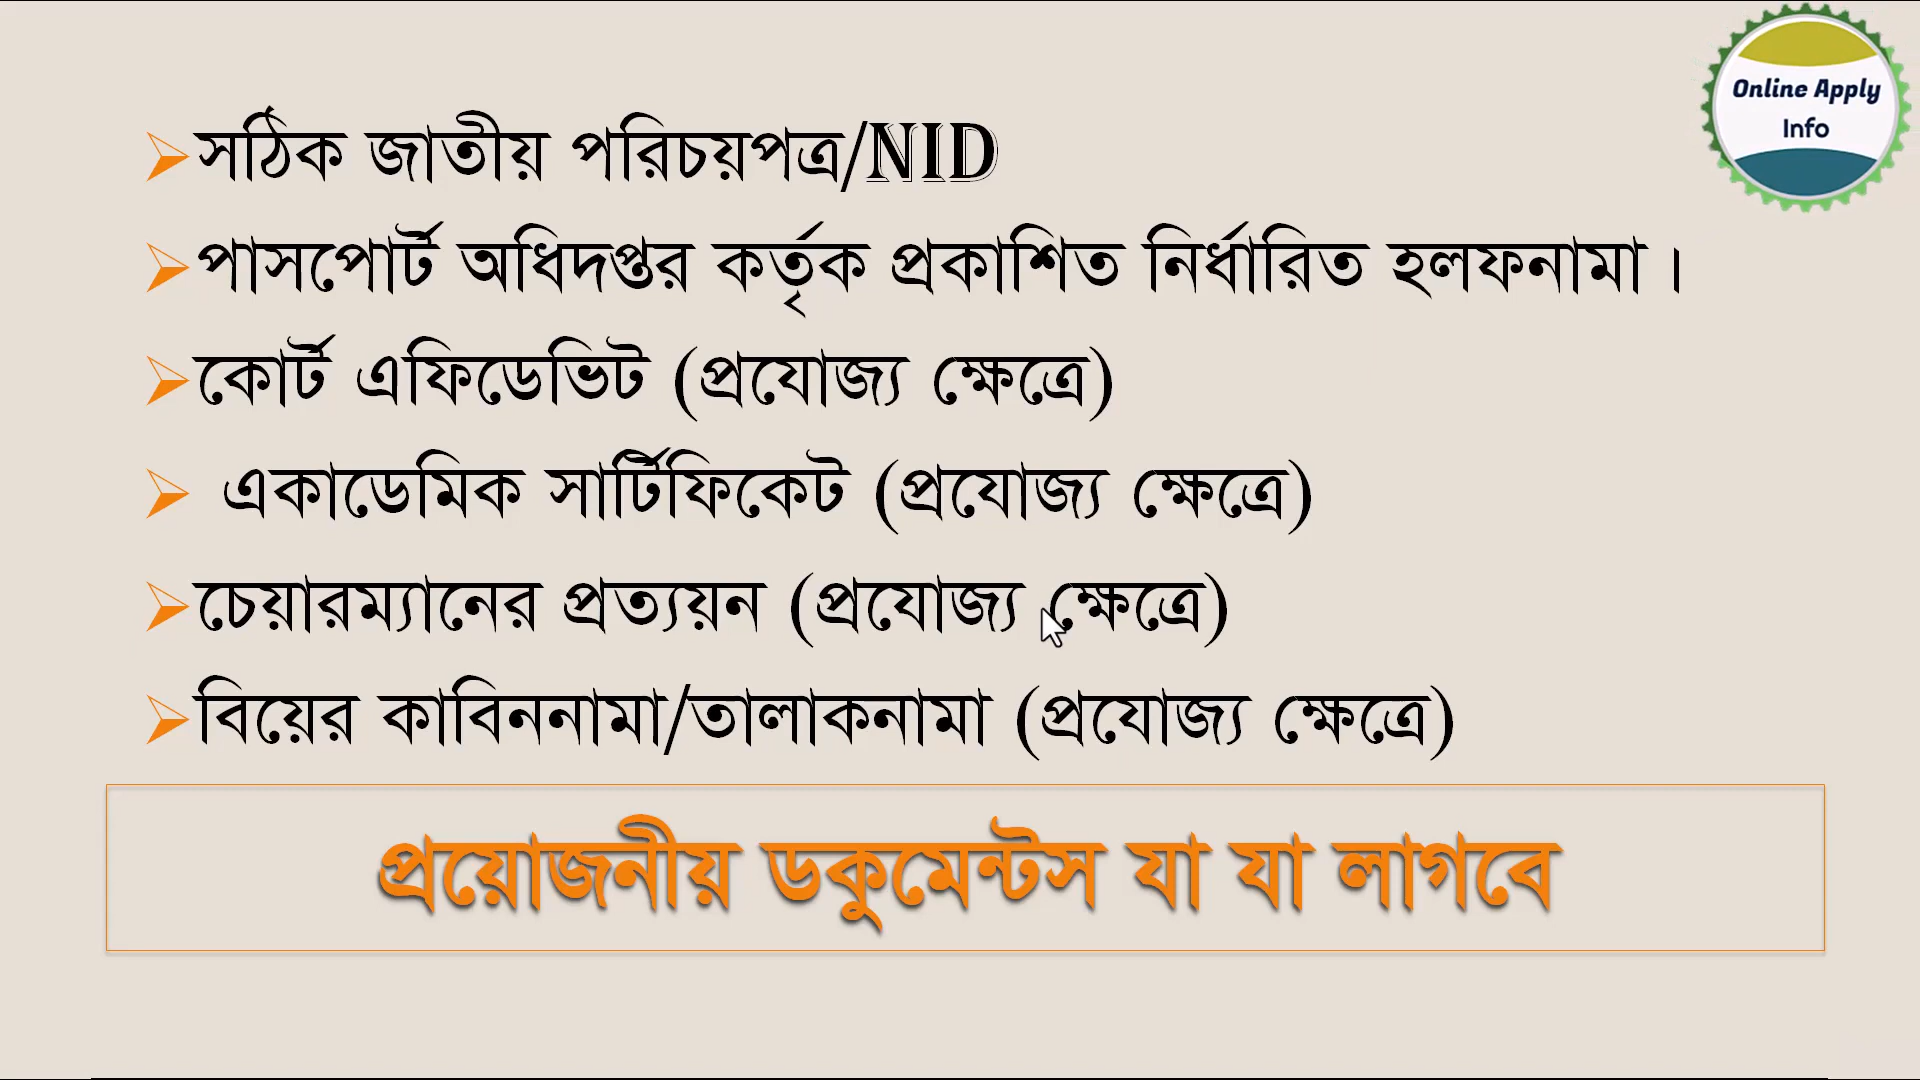 Online Apply
Info
সঠিক জাতীয় পরিচয়পত্র/NID
পাসপোর্ট অধিদপ্তর কর্তৃক প্রকাশিত নির্ধারিত হলফনামা।
কোর্ট এফিডেভিট (প্রযোজ্য ক্ষেত্রে)
একাডেমিক সার্টিফিকেট (প্রযোজ্য ক্ষেত্রে)
চেয়ারম্যানের প্রত্যয়ন (প্রযোজ্য ক্ষেত্রে)
বিয়ের কাবিননামা/তালাকনামা (প্রযোজ্য ক্ষেত্রে)
প্রয়োজনীয় ডকুমেন্টস যা যা লাগবে